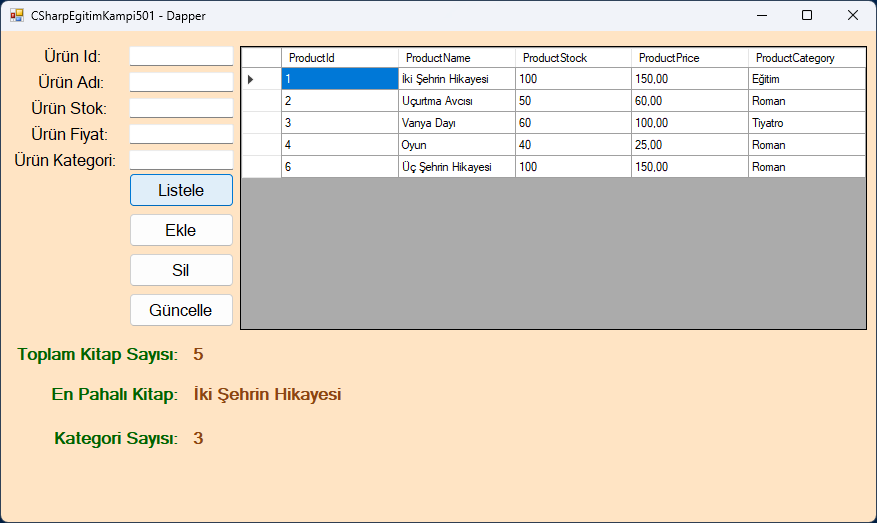 CSharpEgitimKampi501 - Dapper
Ürün Id:
Ürün Adı:
Ürün Stok:
Ürün Fiyat:
Ürün Kategori:
Listele
Ekle
Sil
Güncelle
ProductId ProductName ProductStock ProductPrice ProductCategory
1 İki Şehrin Hikayesi 100 150,00 Eğitim
2 Uçurtma Avcısı 50 60,00 Roman
3 Vanya Dayı 60 100,00 Tiyatro
4 Oyun 40 25,00 Roman
6 Üç Şehrin Hikayesi 100 150,00 Roman
Toplam Kitap Sayısı: 5
En Pahalı Kitap: İki Şehrin Hikayesi
Kategori Sayısı: 3